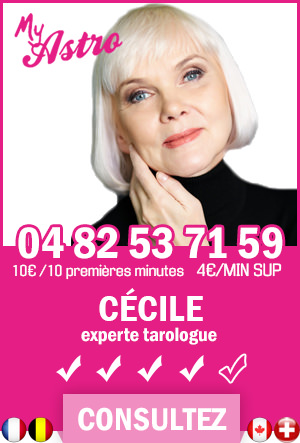 My
Astro
04 82 53 71 59
10€/10 premières minutes 4€/MIN SUP
CÉCILE
experte tarologue
CONSULTEZ